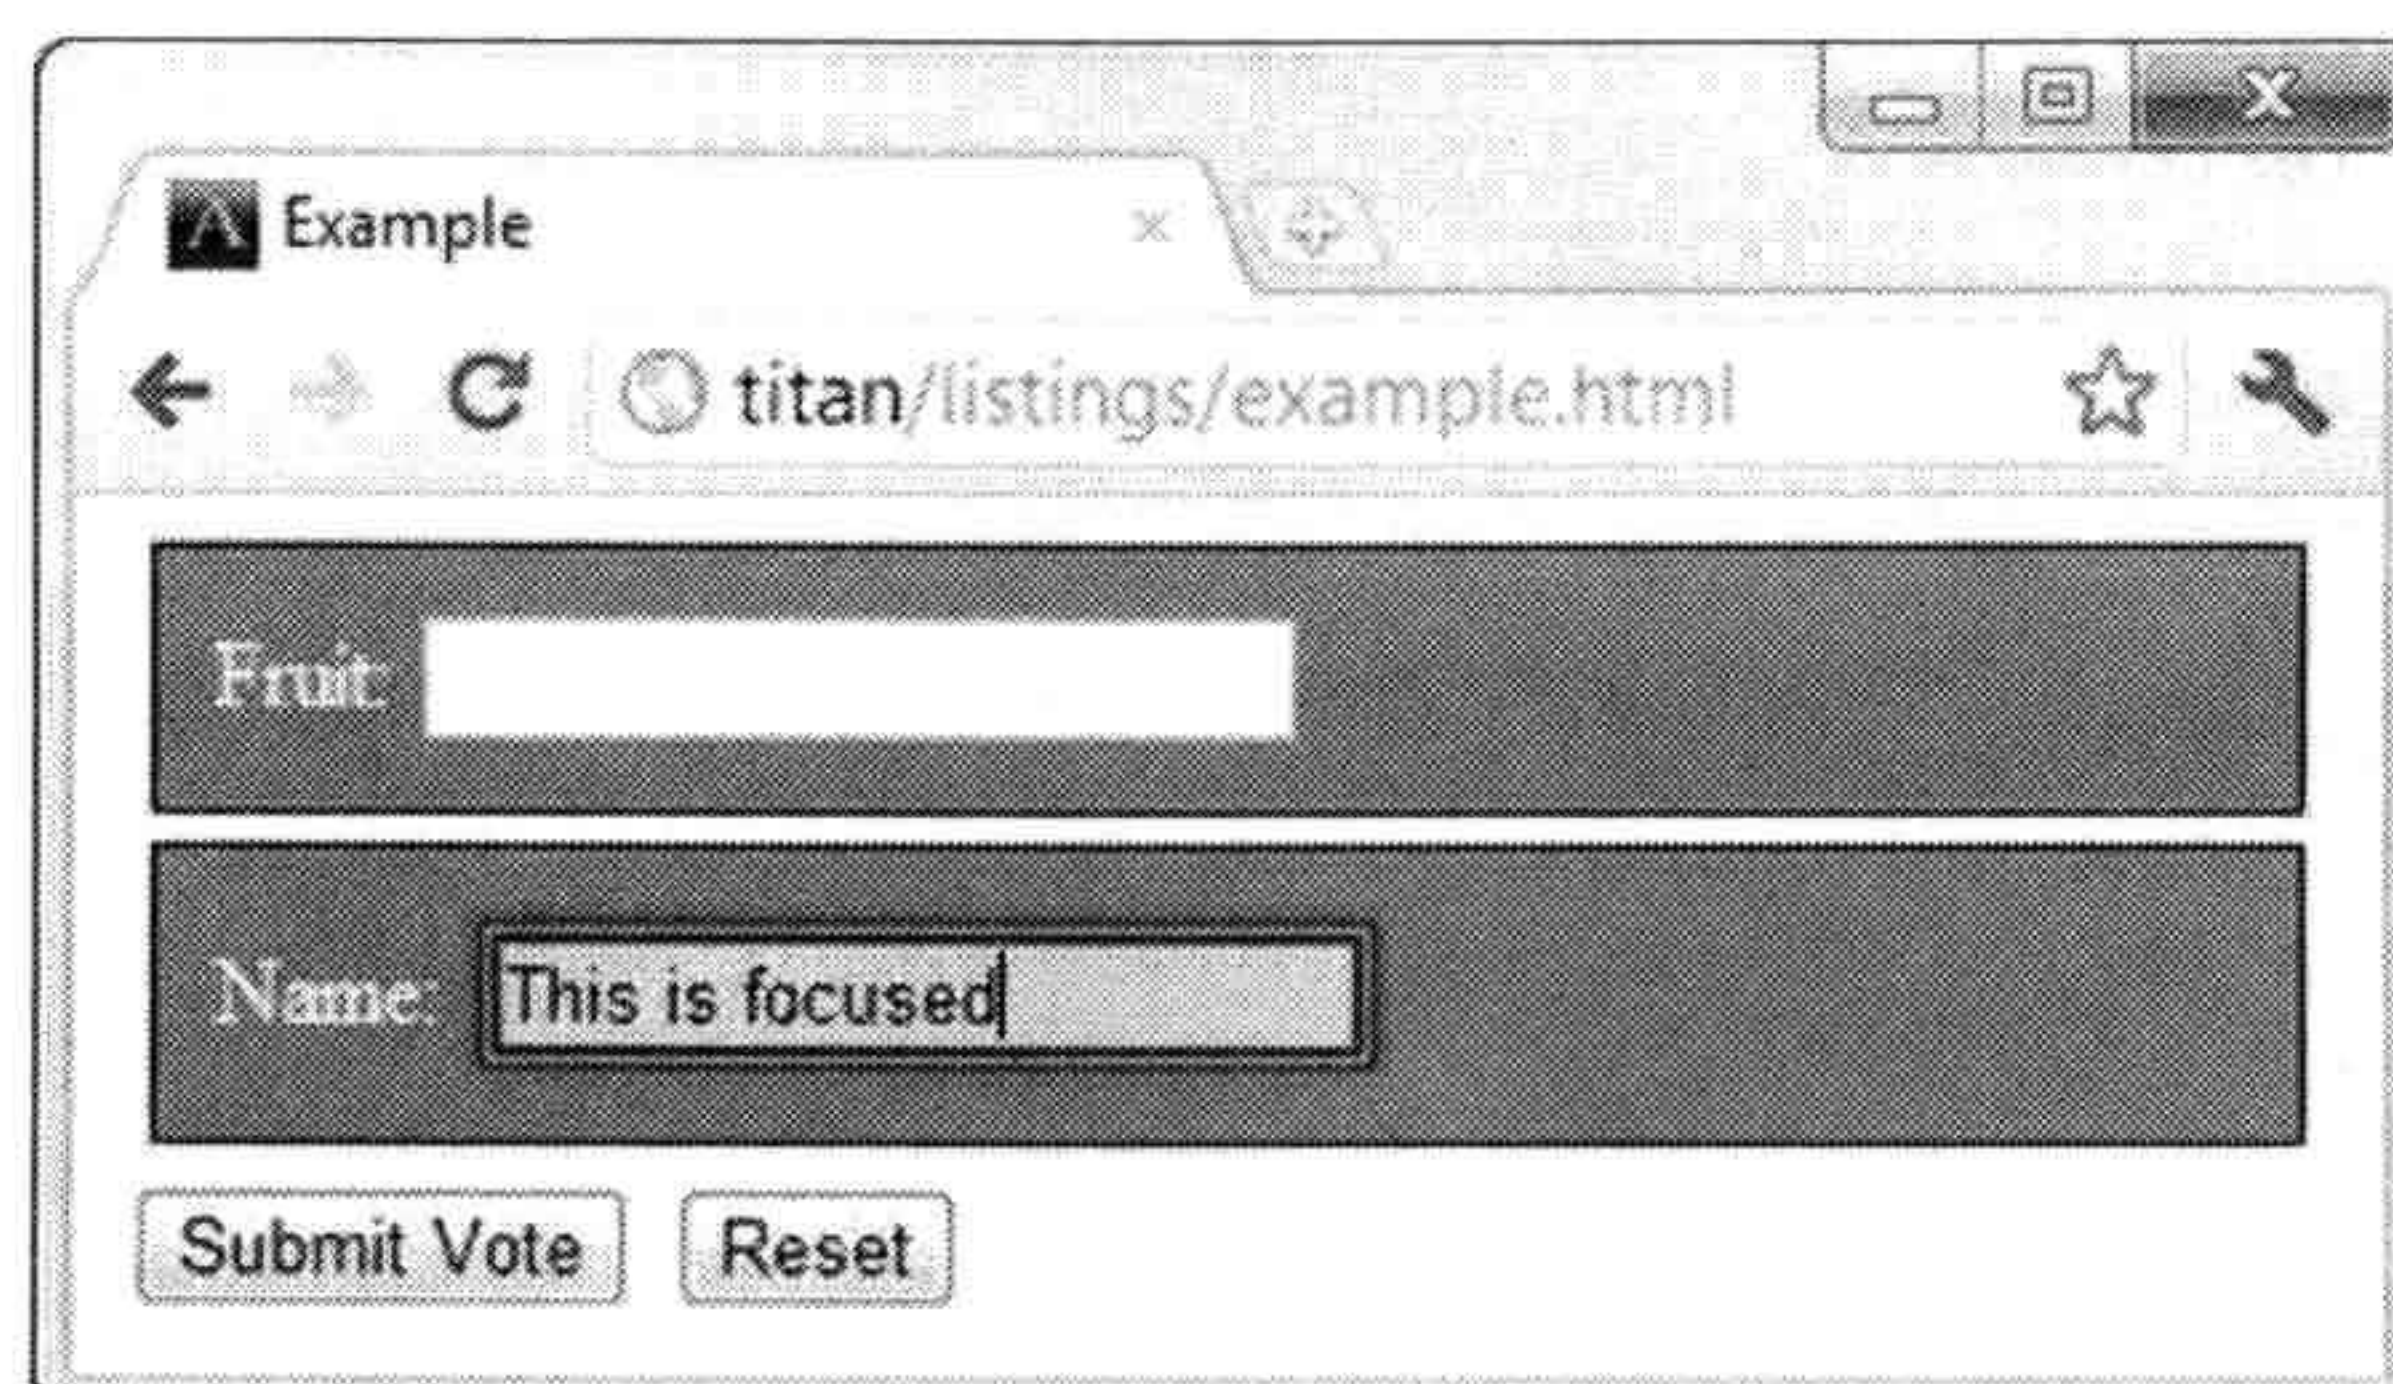 Example
titan/listings/example.html
Fruit:
Name: This is focused
Submit Vote Reset